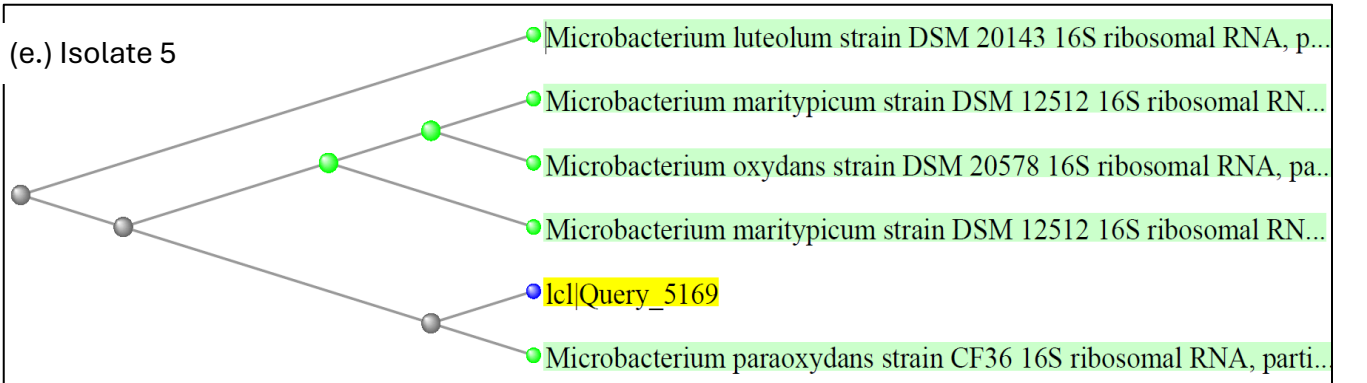 (e.) Isolate 5
Microbacterium luteolum strain DSM 20143 16S ribosomal RNA, p...
Microbacterium maritypicum strain DSM 12512 16S ribosomal RN...
Microbacterium oxydans strain DSM 20578 16S ribosomal RNA, pa...
Microbacterium maritypicum strain DSM 12512 16S ribosomal RN...
lcl|Query_5169
Microbacterium paraoxydans strain CF36 16S ribosomal RNA, parti...